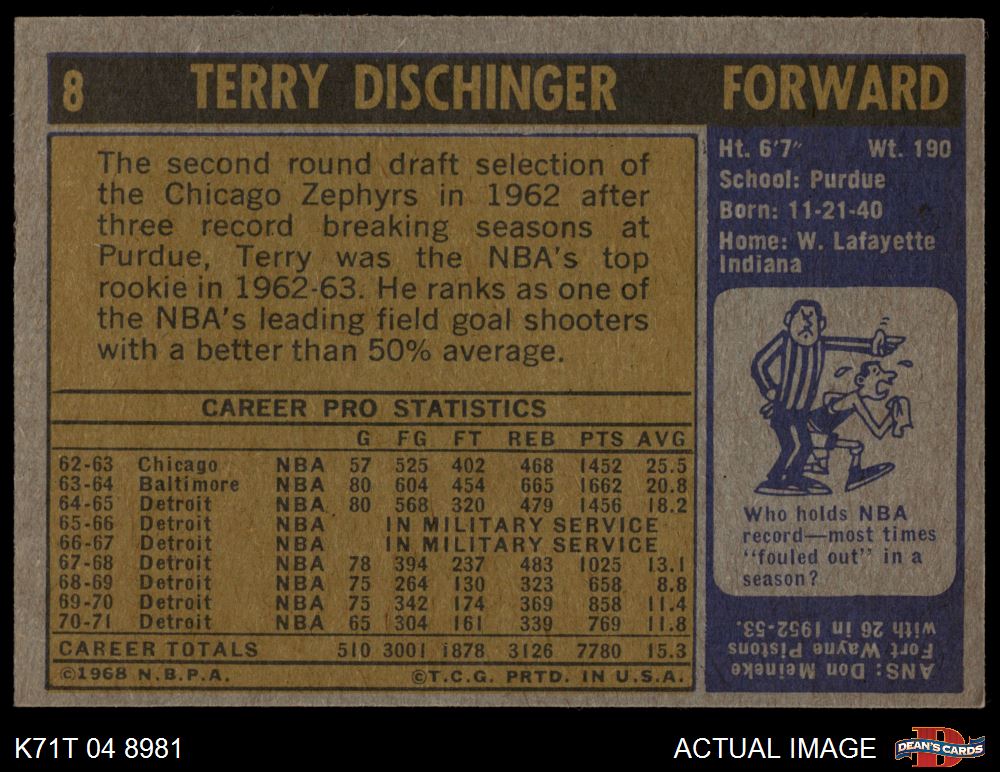 8 TERRY DISCHINGER FORWARD
The second round draft selection of
the Chicago Zephyrs in 1962 after
three record breaking seasons at
Purdue, Terry was the NBA's top
rookie in 1962-63. He ranks as one of
the NBA's leading field goal shooters
with a better than 50% average.
CAREER PRO STATISTICS
G FG FT REB PTS AVG
62-63 Chicago NBA 57 525 402 468 1452 25.5
63-64 Baltimore NBA 80 604 454 665 1662 20.8
64-65 Detroit NBA 80 568 320 479 1456 18.2
65-66 Detroit NBA IN MILITARY SERVICE
66-67 Detroit NBA IN MILITARY SERVICE
67-68 Detroit NBA 78 394 237 483 1025 13.1
68-69 Detroit NBA 75 264 130 323 658 8.8
69-70 Detroit NBA 75 342 174 369 858 11.4
70-71 Detroit NBA 65 304 161 339 769 11.8
CAREER TOTALS 510 3001 1878 3126 7780 15.3
©1968 N.B.P.A. ©T.C.G. PRTD. IN U.S.A.
Ht. 6'7" Wt. 190
School: Purdue
Born: 11-21-40
Home: W. Lafayette
Indiana
Who holds NBA
record—most times
"fouled out" in a
season?
ANS: Don Meineke
Fort Wayne Pistons
with 26 in 1952-53.
K71T 04 8981 ACTUAL IMAGE DEAN'S CARDS